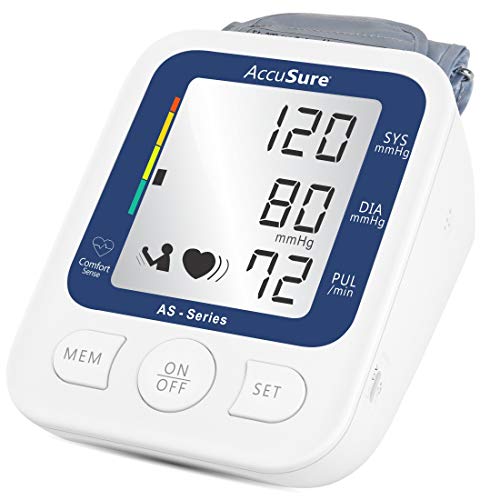 AccuSure®
120
SYS
mmHg
80
mmHg
DIA
mmHg
72
PUL
/min
Comfort
Sense
AS - Series
MEM
ON
OFF
SET